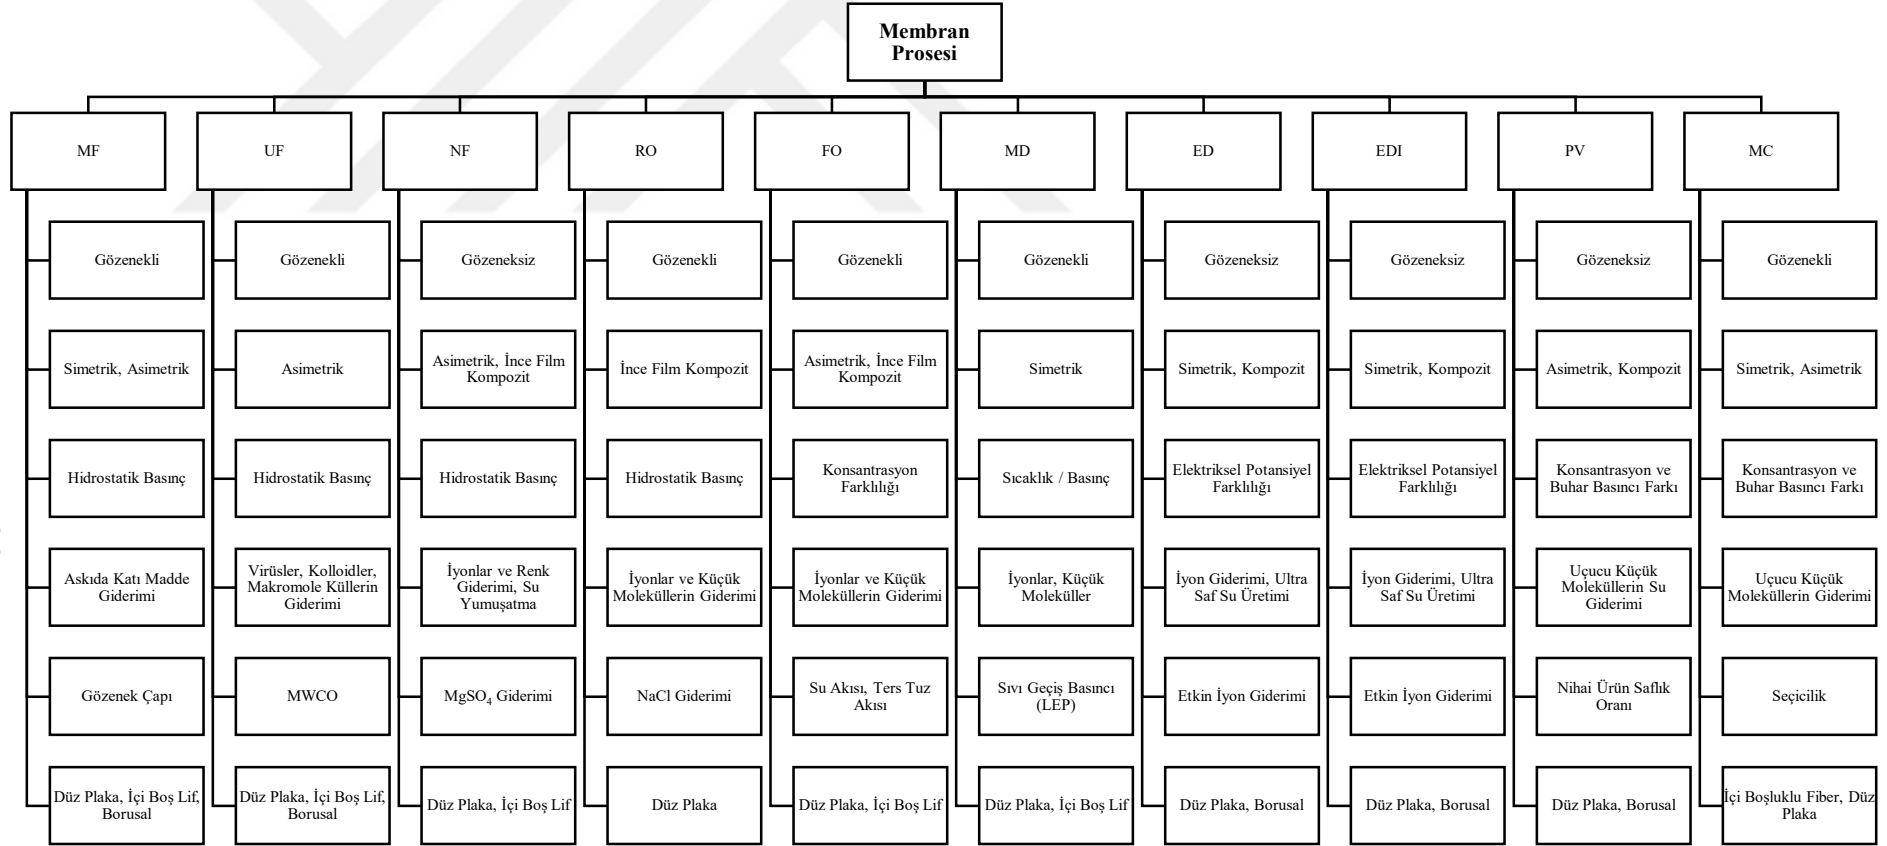 Membran
Prosesi
MF
UF
NF
RO
FO
MD
ED
EDI
PV
MC
Gözenekli
Gözenekli
Gözeneksiz
Gözenekli
Gözenekli
Gözenekli
Gözeneksiz
Gözeneksiz
Gözeneksiz
Gözenekli
Simetrik, Asimetrik
Asimetrik
Asimetrik, İnce Film
Kompozit
İnce Film Kompozit
Asimetrik, İnce Film
Kompozit
Simetrik
Simetrik, Kompozit
Simetrik, Kompozit
Asimetrik, Kompozit
Simetrik, Asimetrik
Hidrostatik Basınç
Hidrostatik Basınç
Hidrostatik Basınç
Hidrostatik Basınç
Konsantrasyon
Farklılığı
Sıcaklık / Basınç
Elektriksel Potansiyel
Farklılığı
Elektriksel Potansiyel
Farklılığı
Konsantrasyon ve
Buhar Basıncı Farkı
Konsantrasyon ve
Buhar Basıncı Farkı
Askıda Katı Madde
Giderimi
Virüsler, Kolloidler,
Makromole Küllerin
Giderimi
İyonlar ve Renk
Giderimi, Su
Yumuşatma
İyonlar ve Küçük
Moleküllerin Giderimi
İyonlar ve Küçük
Moleküllerin Giderimi
İyonlar, Küçük
Moleküller
İyon Giderimi, Ultra
Saf Su Üretimi
İyon Giderimi, Ultra
Saf Su Üretimi
Uçucu Küçük
Moleküllerin Su
Giderimi
Uçucu Küçük
Moleküllerin Giderimi
Gözenek Çapı
MWCO
MgSO₄ Giderimi
NaCl Giderimi
Su Akısı, Ters Tuz
Akısı
Sıvı Geçiş Basıncı
(LEP)
Etkin İyon Giderimi
Etkin İyon Giderimi
Nihai Ürün Saflık
Oranı
Seçicilik
Düz Plaka, İçi Boş Lif,
Borusal
Düz Plaka, İçi Boş Lif,
Borusal
Düz Plaka, İçi Boş Lif
Düz Plaka
Düz Plaka, İçi Boş Lif
Düz Plaka, İçi Boş Lif
Düz Plaka, Borusal
Düz Plaka, Borusal
Düz Plaka, Borusal
İçi Boşluklu Fiber, Düz
Plaka